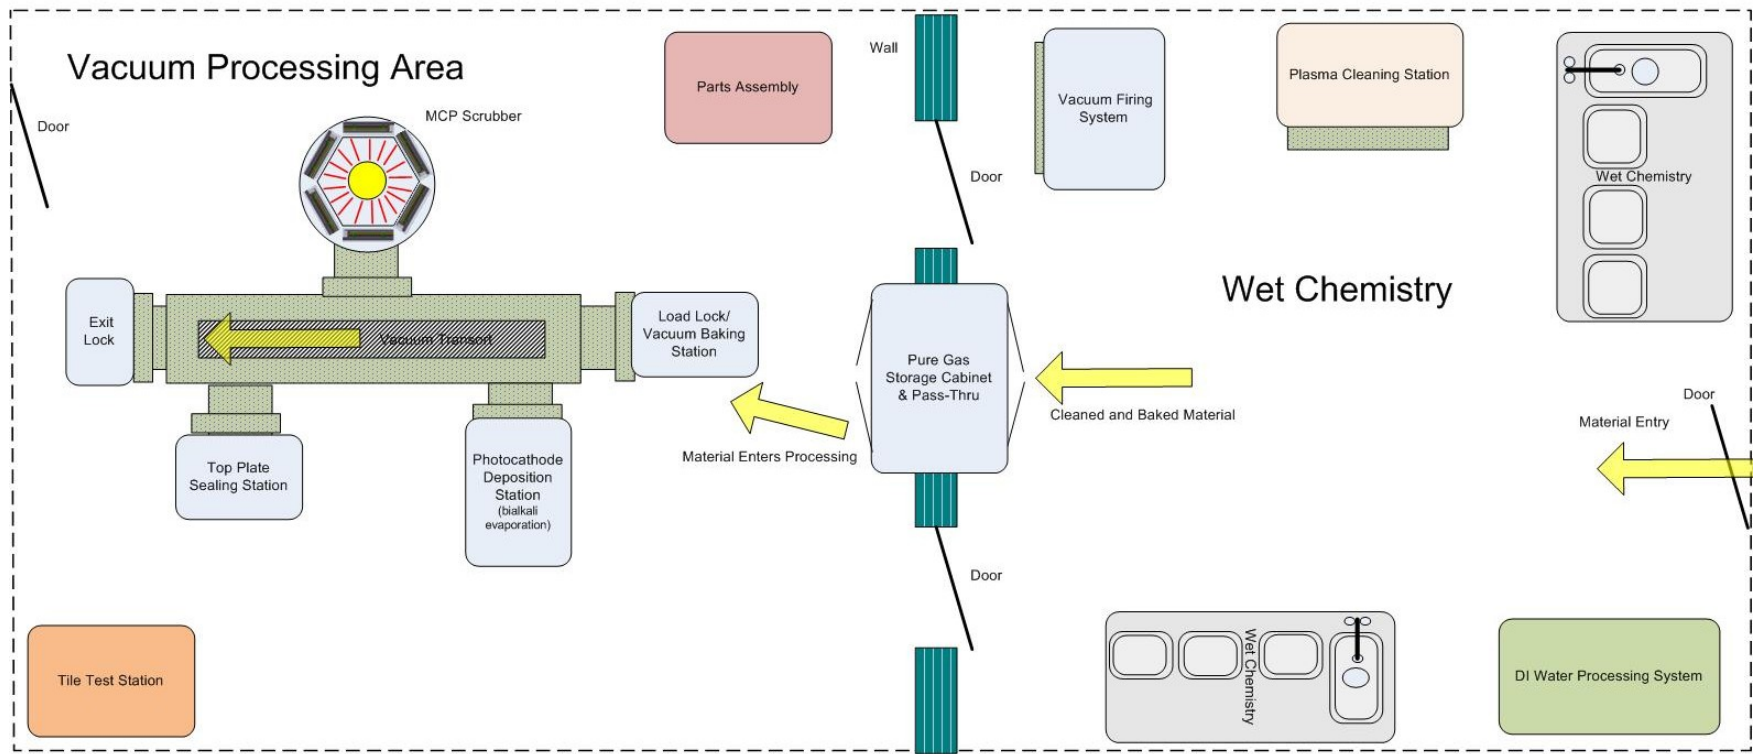 Vacuum Processing Area
Door
MCP Scrubber
Parts Assembly
Wall
Door
Vacuum Firing
System
Plasma Cleaning Station
Wet Chemistry
Wet Chemistry
Exit
Lock
Vacuum Transort
Load Lock/
Vacuum Baking
Station
Pure Gas
Storage Cabinet
& Pass-Thru
Cleaned and Baked Material
Door
Material Entry
Material Enters Processing
Top Plate
Sealing Station
Photocathode
Deposition
Station
(bialkali
evaporation)
Door
Tile Test Station
Wet Chemistry
DI Water Processing System